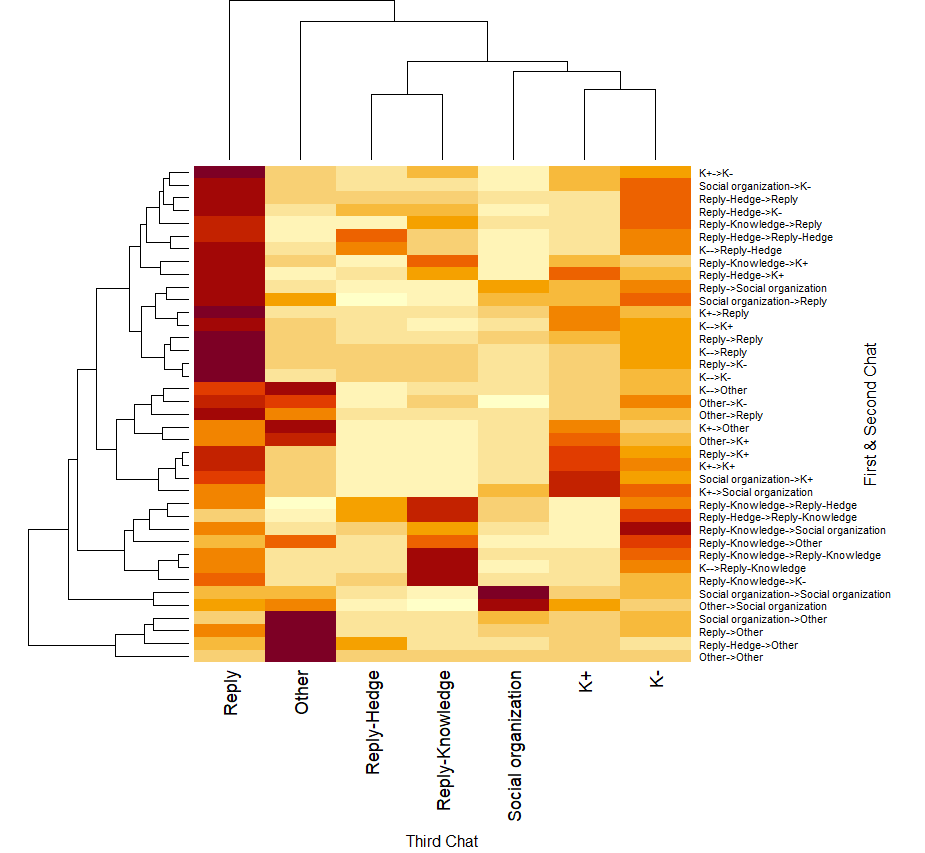 K+->K-
Social organization->K-
Reply-Hedge->Reply
Reply-Hedge->K-
Reply-Knowledge->Reply
Reply-Hedge->Reply-Hedge
K-->Reply-Hedge
Reply-Knowledge->K+
Reply-Hedge->K+
Reply->Social organization
Social organization->Reply
K+->Reply
K-->K+
Reply->Reply
K-->Reply
Reply->K-
K-->K-
K-->Other
Other->K-
Other->Reply
K+->Other
Other->K+
Reply->K+
K+->K+
Social organization->K+
K+->Social organization
Reply-Knowledge->Reply-Hedge
Reply-Hedge->Reply-Knowledge
Reply-Knowledge->Social organization
Reply-Knowledge->Other
Reply-Knowledge->Reply-Knowledge
K-->Reply-Knowledge
Reply-Knowledge->K-
Social organization->Social organization
Other->Social organization
Social organization->Other
Reply->Other
Reply-Hedge->Other
Other->Other
First & Second Chat
Reply
Other
Reply-Hedge
Reply-Knowledge
Social organization
K+
K-
Third Chat